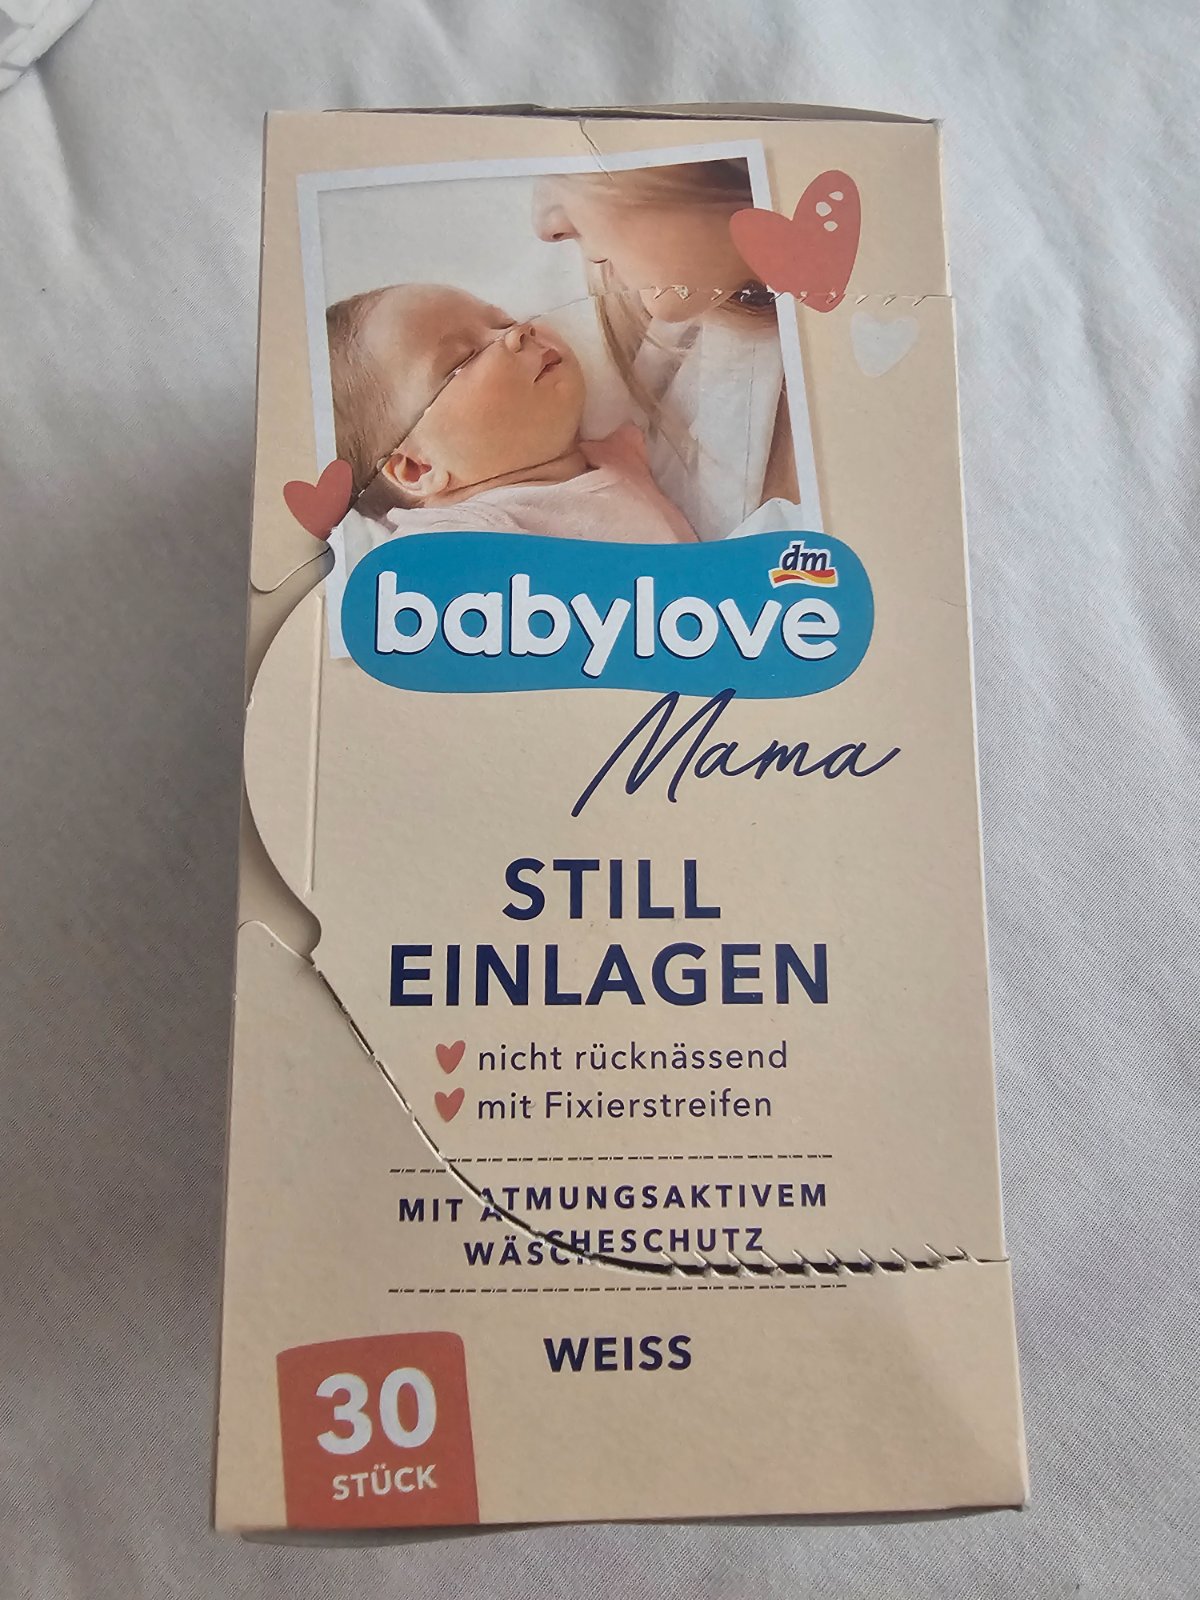 dm
babylove
Mama
STILL
EINLAGEN
nicht rücknässend
mit Fixierstreifen
MIT ATMUNGSAKTIVEM
WÄSCHESCHUTZ
WEISS
30
STÜCK